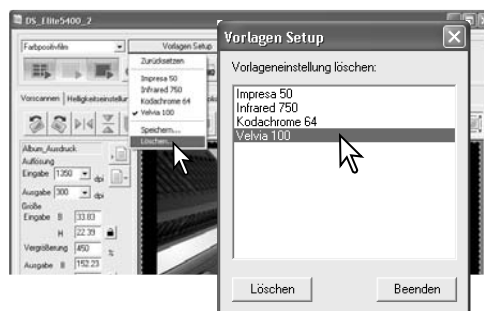 DS_Elite5400_2
Farbpositivfilm
Vorlagen Setup
Zurücksetzen
Impresa 50
Infrared 750
Kodachrome 64
Velvia 100
Speichern...
Löschen...
Vorscannen
Helligkeitseinstellun
Album_Ausdruck
Auflösung
Eingabe 1350 dpi
Ausgabe 300 dpi
Größe
Eingabe B 33.83
H 22.39
Vergrößerung 450 %
Ausgabe B 152.23
Vorlagen Setup
Vorlageneinstellung löschen:
Impresa 50
Infrared 750
Kodachrome 64
Velvia 100
Löschen
Beenden